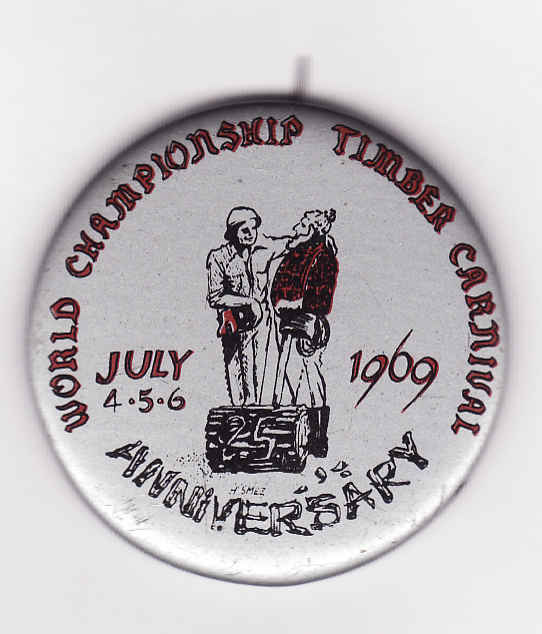 WORLD CHAMPIONSHIP TIMBER CARNIVAL
JULY 1969
4·5·6
25
ANNIVERSARY